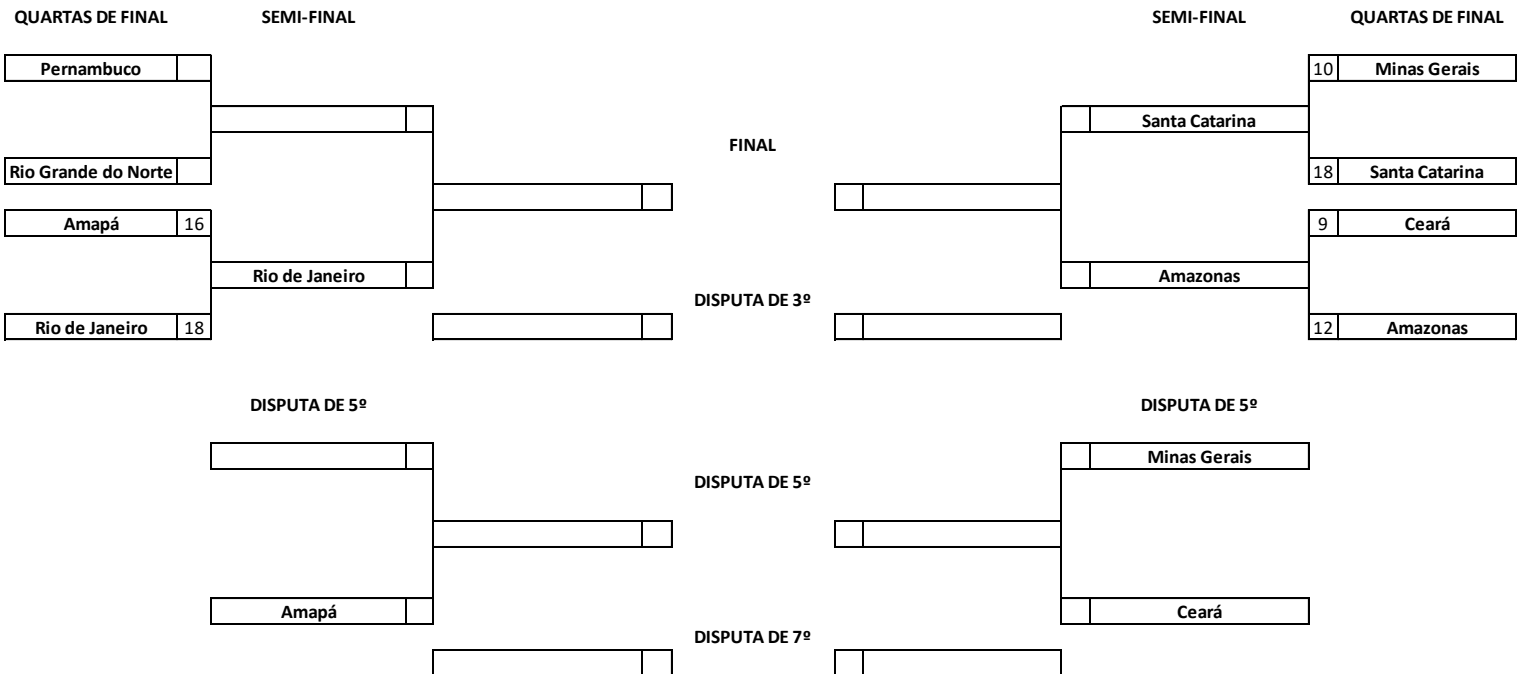 QUARTAS DE FINAL SEMI-FINAL SEMI-FINAL QUARTAS DE FINAL
Pernambuco 10 Minas Gerais
Santa Catarina
FINAL
Rio Grande do Norte 18 Santa Catarina
Amapá 16 9 Ceará
Rio de Janeiro Amazonas
DISPUTA DE 3º
Rio de Janeiro 18 12 Amazonas
DISPUTA DE 5º DISPUTA DE 5º
Minas Gerais
DISPUTA DE 5º
Amapá Ceará
DISPUTA DE 7º